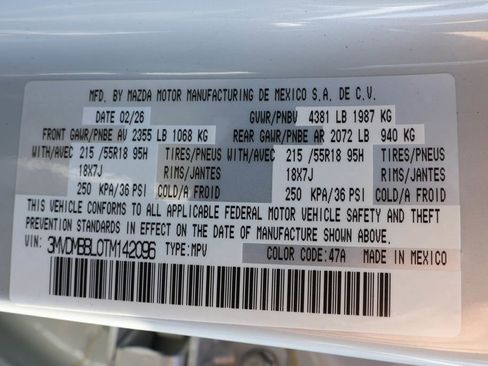 MFD. BY MAZDA MOTOR MANUFACTURING DE MEXICO S.A. DE C.V.
DATE 02/26 GVWR/PNBV 4381 LB 1987 KG
FRONT GAWR/PNBE AV 2355 LB 1068 KG REAR GAWR/PNBE AR 2072 LB 940 KG
WITH/AVEC 215 /55R18 95H TIRES/PNEUS WITH/AVEC 215 /55R18 95H TIRES/PNEUS
18X7J RIMS/JANTES 18X7J RIMS/JANTES
250 KPA/36 PSI COLD/A FROID 250 KPA/36 PSI COLD/A FROID
THIS VEHICLE CONFORMS TO ALL APPLICABLE FEDERAL MOTOR VEHICLE SAFETY AND THEFT
PREVENTION STANDARDS IN EFFECT ON THE DATE OF MANUFACTURE SHOWN ABOVE.
VIN: 3MVDMBBL0TM142096 TYPE: MPV COLOR CODE: 47A MADE IN MEXICO